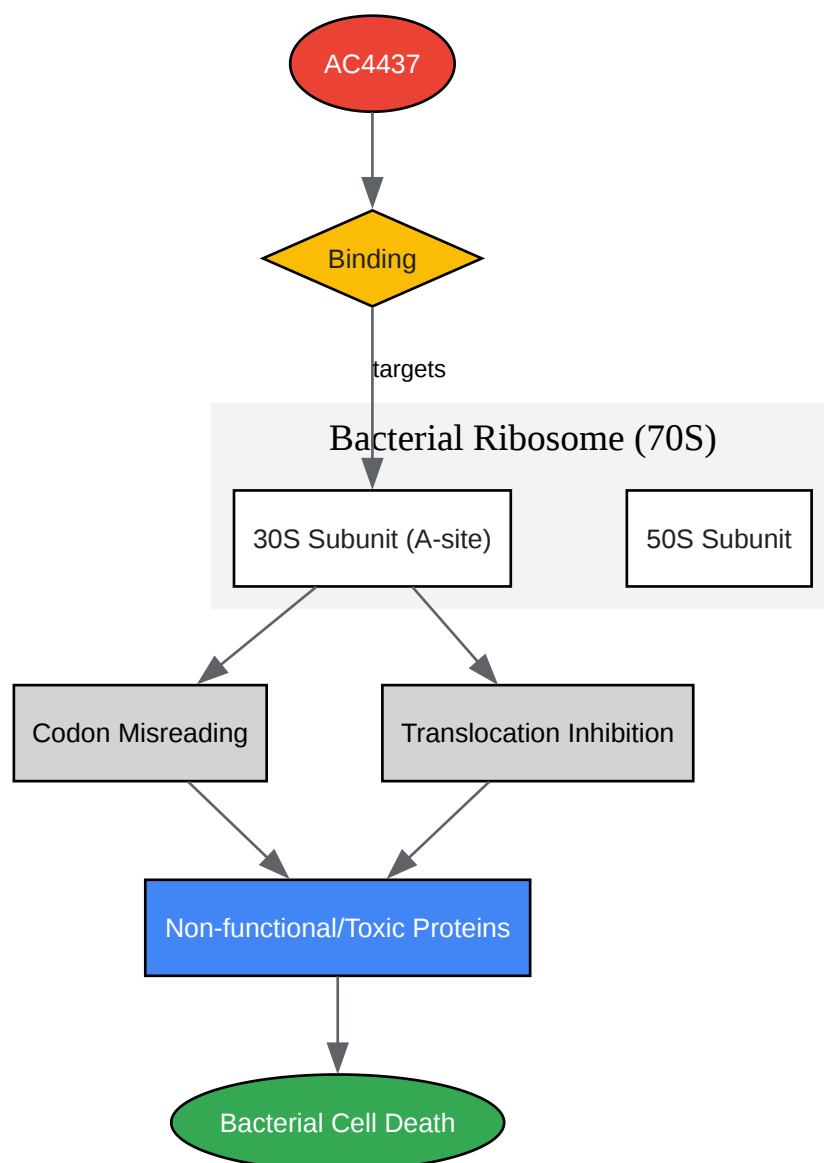 AC4437
Binding
targets
Bacterial Ribosome (70S)
30S Subunit (A-site)
50S Subunit
Codon Misreading
Translocation Inhibition
Non-functional/Toxic Proteins
Bacterial Cell Death